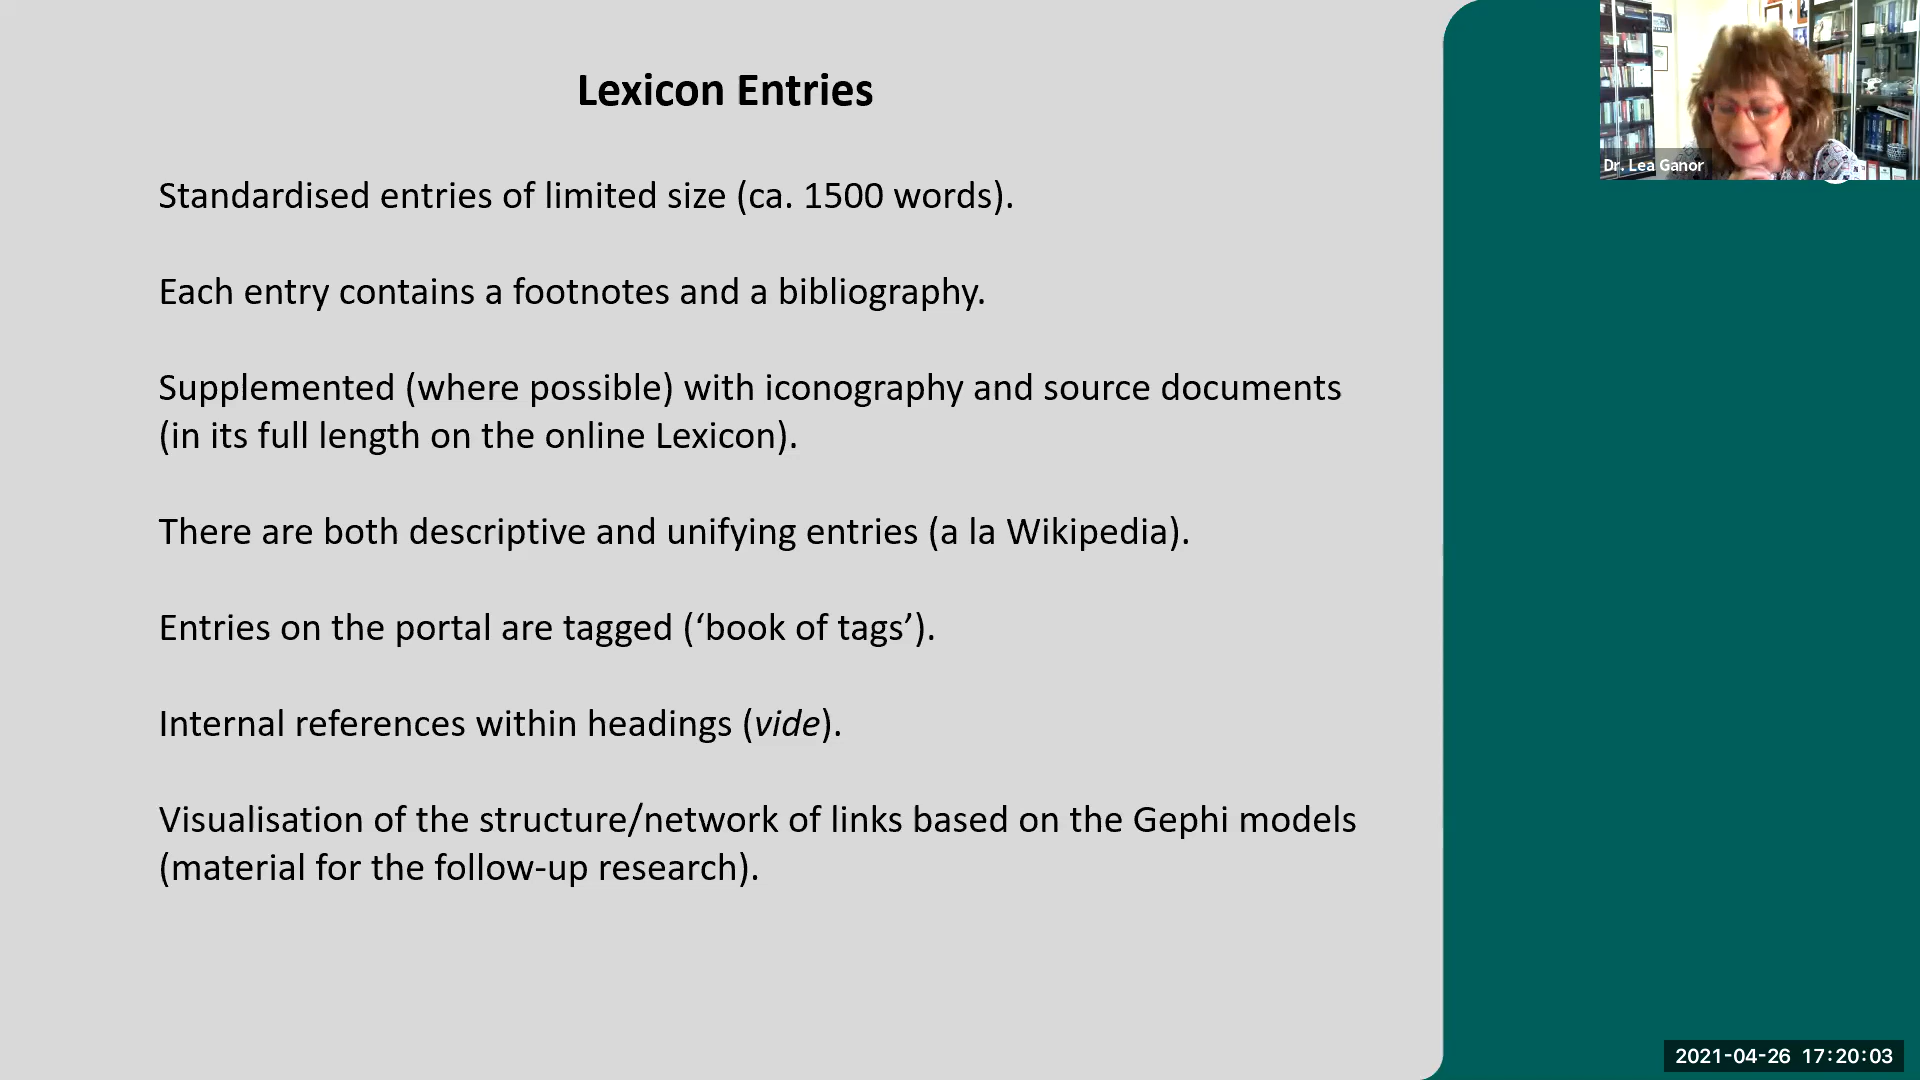 Lexicon Entries
Standardised entries of limited size (ca. 1500 words).
Each entry contains a footnotes and a bibliography.
Supplemented (where possible) with iconography and source documents
(in its full length on the online Lexicon).
There are both descriptive and unifying entries (a la Wikipedia).
Entries on the portal are tagged (‘book of tags’).
Internal references within headings (vide).
Visualisation of the structure/network of links based on the Gephi models
(material for the follow-up research).
Dr. Lea Ganor
2021-04-26 17:20:03